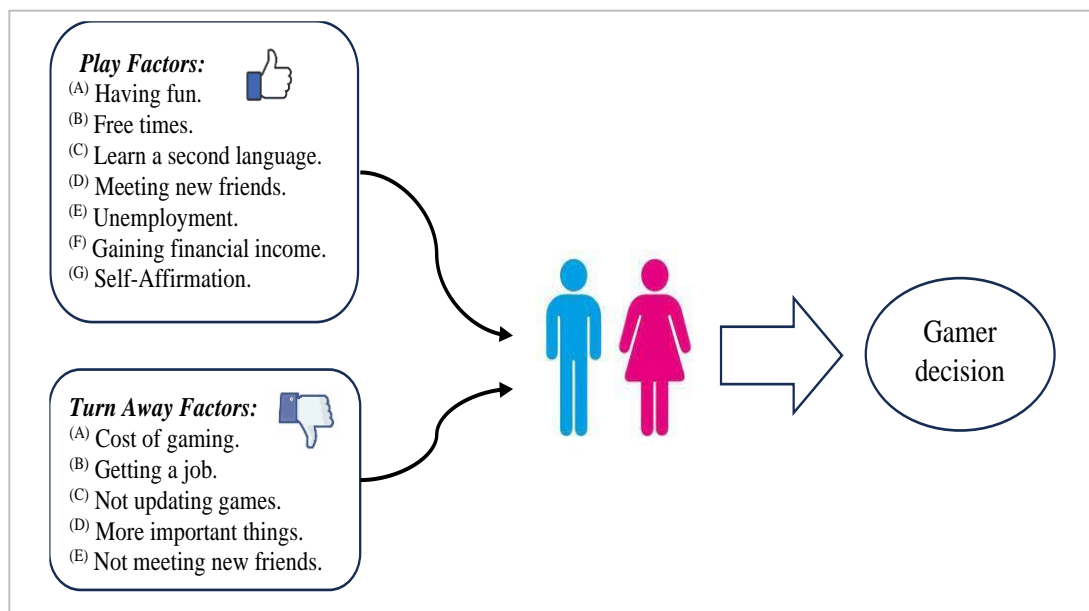 Play Factors:
(A) Having fun.
(B) Free times.
(C) Learn a second language.
(D) Meeting new friends.
(E) Unemployment.
(F) Gaining financial income.
(G) Self-Affirmation.
Turn Away Factors:
(A) Cost of gaming.
(B) Getting a job.
(C) Not updating games.
(D) More important things.
(E) Not meeting new friends.
Gamer
decision